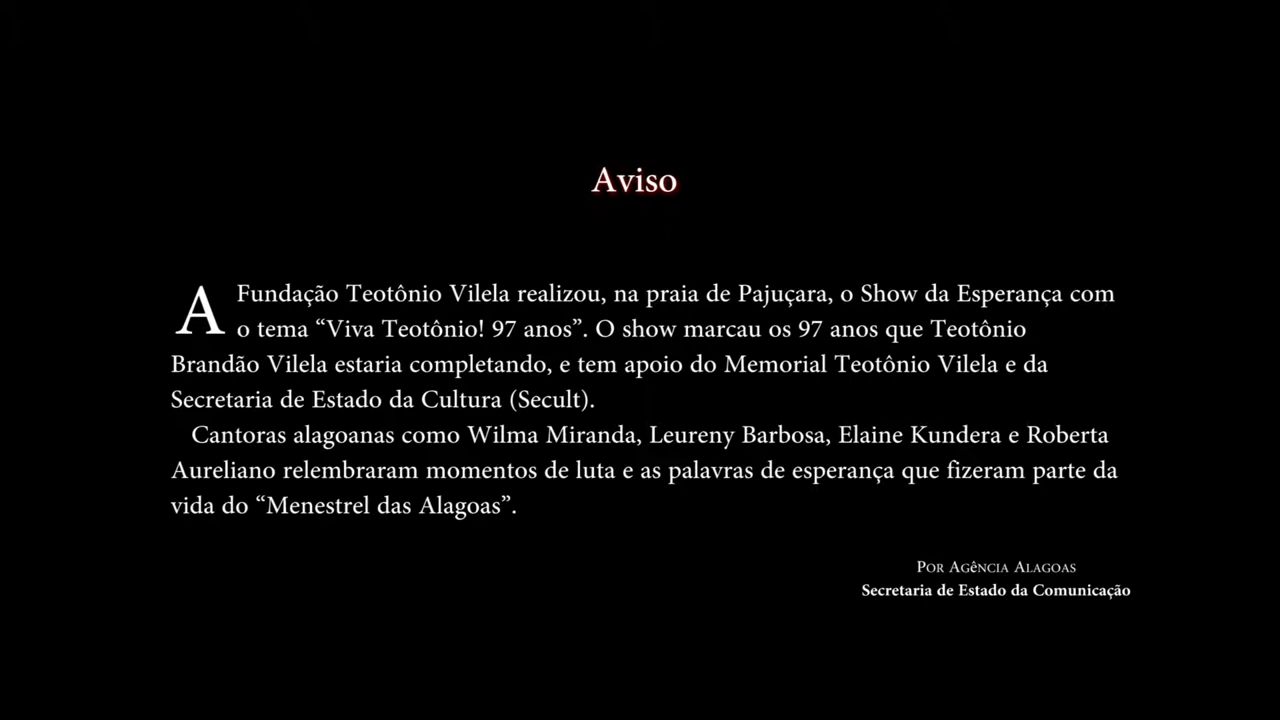 Aviso
A Fundação Teotônio Vilela realizou, na praia de Pajuçara, o Show da Esperança com
o tema “Viva Teotônio! 97 anos”. O show marcau os 97 anos que Teotônio
Brandão Vilela estaria completando, e tem apoio do Memorial Teotônio Vilela e da
Secretaria de Estado da Cultura (Secult).
Cantoras alagoanas como Wilma Miranda, Leureny Barbosa, Elaine Kundera e Roberta
Aureliano relembraram momentos de luta e as palavras de esperança que fizeram parte da
vida do “Menestrel das Alagoas”.
Por Agência Alagoas
Secretaria de Estado da Comunicação